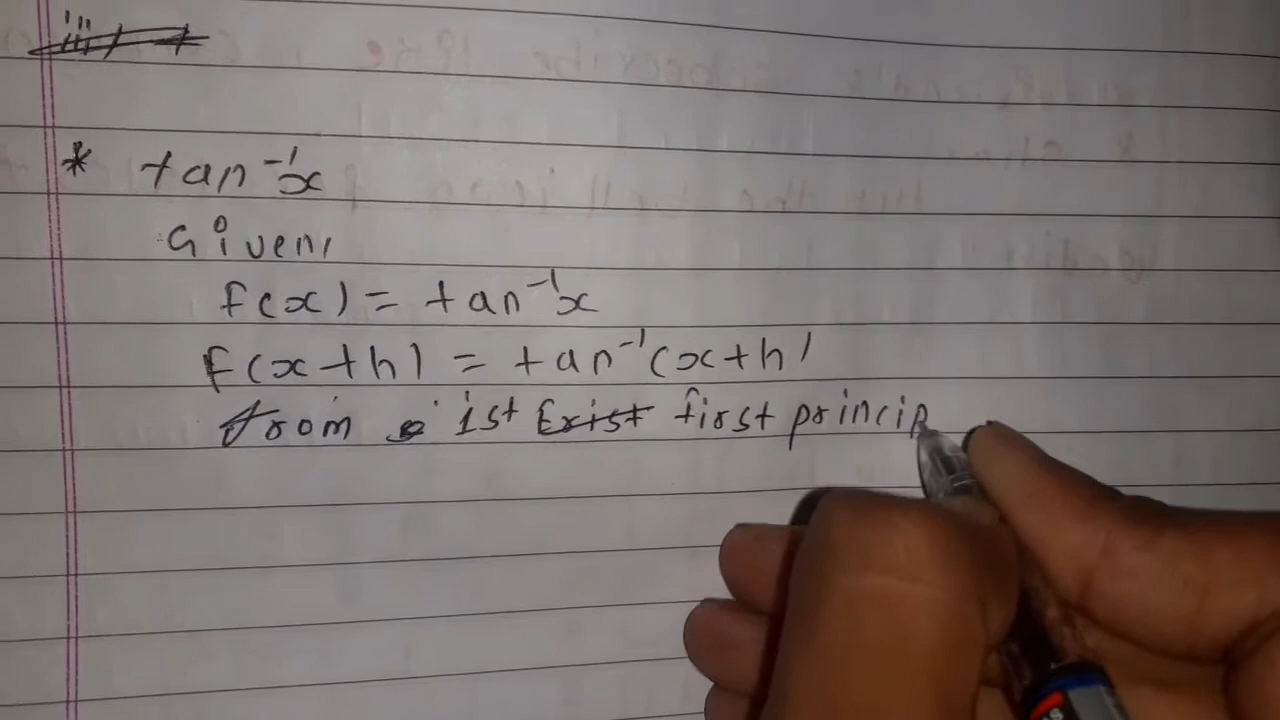 * tan⁻¹x
Given,
f(x) = tan⁻¹x
f(x+h) = tan⁻¹(x+h)
from 1st Exist first princip